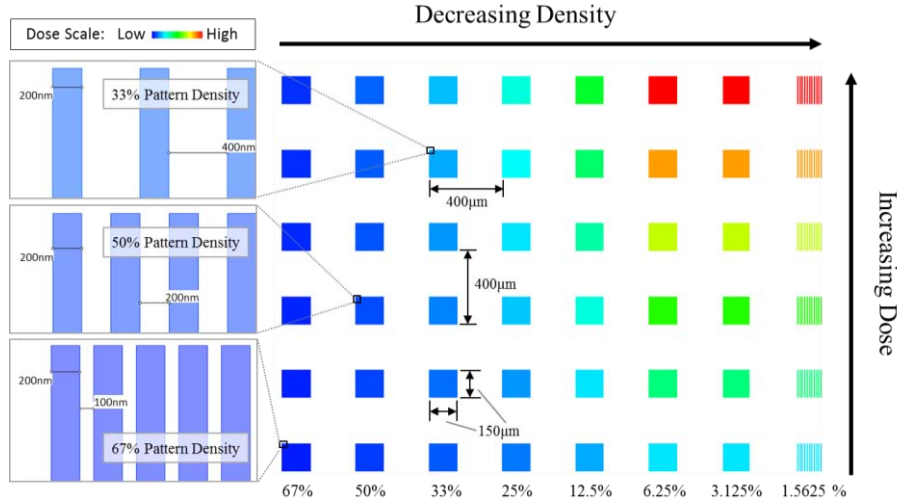 Decreasing Density
Dose Scale: Low High
200nm
33% Pattern Density
400nm
400μm
50% Pattern Density
200nm
200nm
400μm
Increasing Dose
200nm
100nm
67% Pattern Density
150μm
67% 50% 33% 25% 12.5% 6.25% 3.125% 1.5625 %